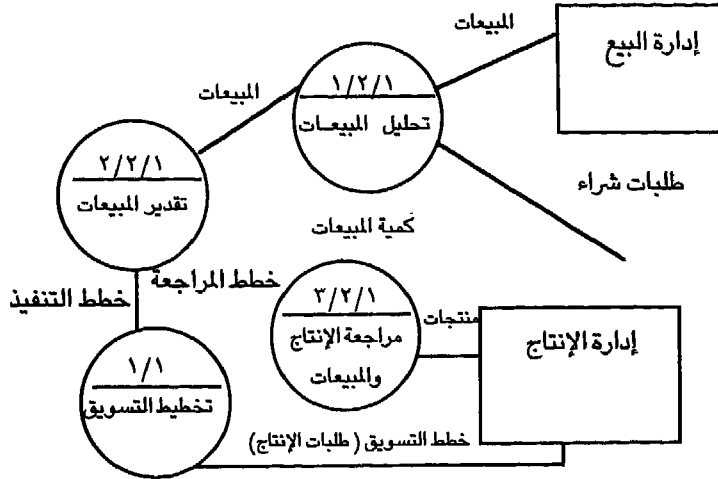 المبيعات
إدارة البيع
١/٢/١
تحليل المبيعـات
المبيعات
٢/٢/١
تقدير المبيعات
طلبات شراء
كمية المبيعات
خطط المراجعة
خطط التنفيذ
٣/٢/١
مراجعة الإنتاج
والمبيعات
منتجات
إدارة الإنتاج
١/١
تخطيط التسويق
خطط التسويق (طلبات الإنتاج)